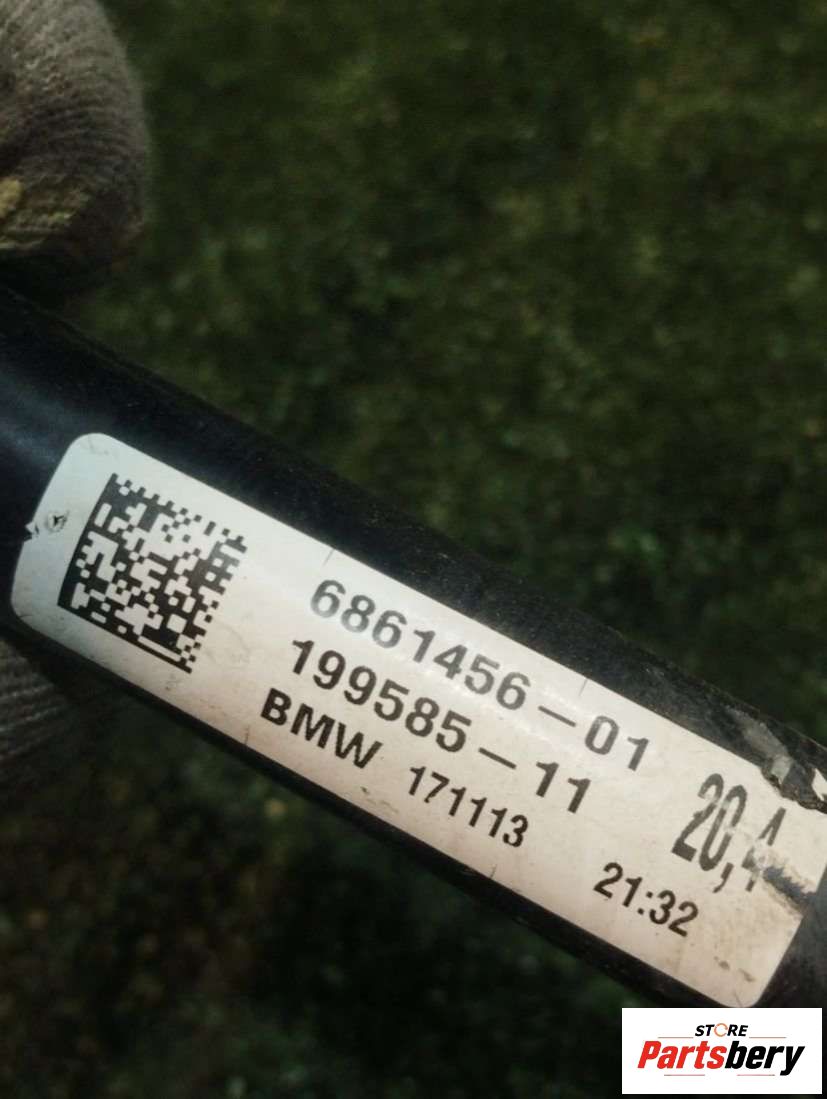 6861456-01
199585-11
20,4
BMW 171113
21:32
STORE
Partsbery